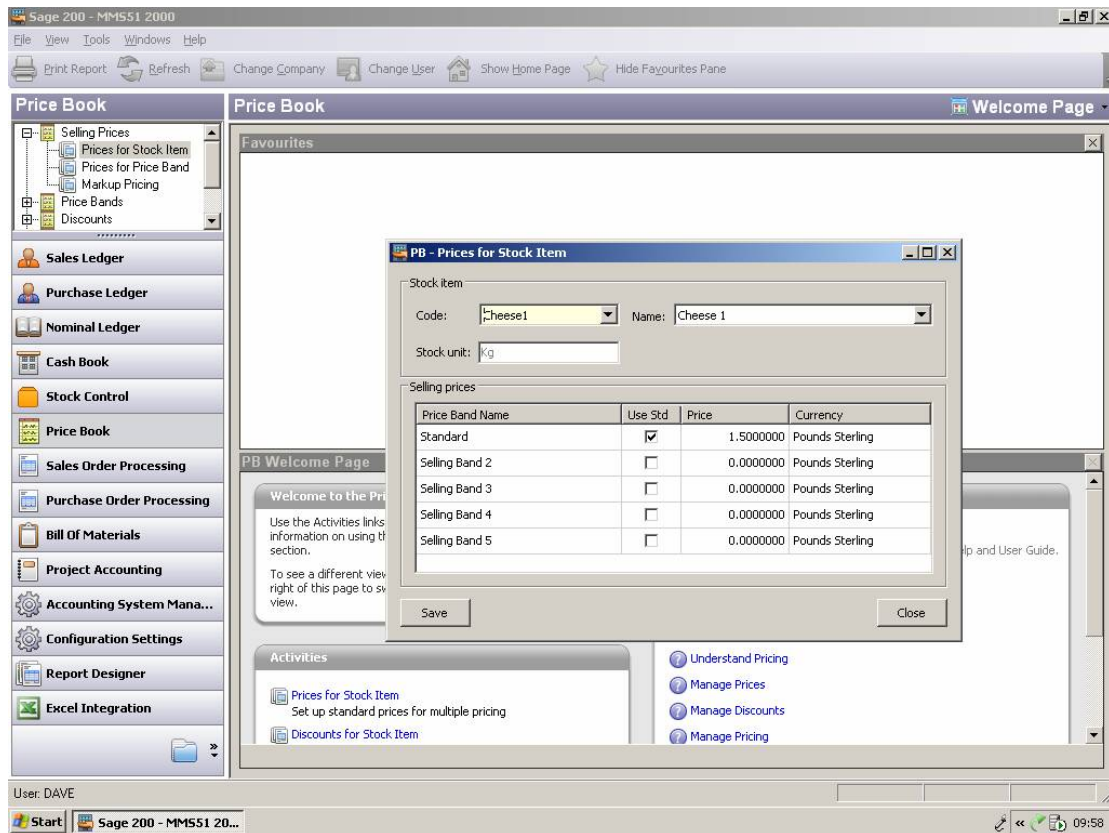 Sage 200 - MMS51 2000
File View Tools Windows Help
Print Report Refresh Change Company Change User Show Home Page Hide Favourites Pane
Price Book
Price Book
Welcome Page
Selling Prices
Prices for Stock Item
Prices for Price Band
Markup Pricing
Price Bands
Discounts
Sales Ledger
Purchase Ledger
Nominal Ledger
Cash Book
Stock Control
Price Book
Sales Order Processing
Purchase Order Processing
Bill Of Materials
Project Accounting
Accounting System Mana...
Configuration Settings
Report Designer
Excel Integration
Favourites
PB - Prices for Stock Item
Stock item
Code: Cheese1 Name: Cheese 1
Stock unit: Kg
Selling prices
Price Band Name Use Std Price Currency
Standard 1.5000000 Pounds Sterling
Selling Band 2 0.0000000 Pounds Sterling
Selling Band 3 0.0000000 Pounds Sterling
Selling Band 4 0.0000000 Pounds Sterling
Selling Band 5 0.0000000 Pounds Sterling
Save Close
PB Welcome Page
Welcome to the Pri
Use the Activities links
information on using th
section.
To see a different view
right of this page to sw
view.
lp and User Guide.
Activities
Prices for Stock Item
Set up standard prices for multiple pricing
Discounts for Stock Item
Understand Pricing
Manage Prices
Manage Discounts
Manage Pricing
User: DAVE
Start Sage 200 - MMS51 20... 09:58